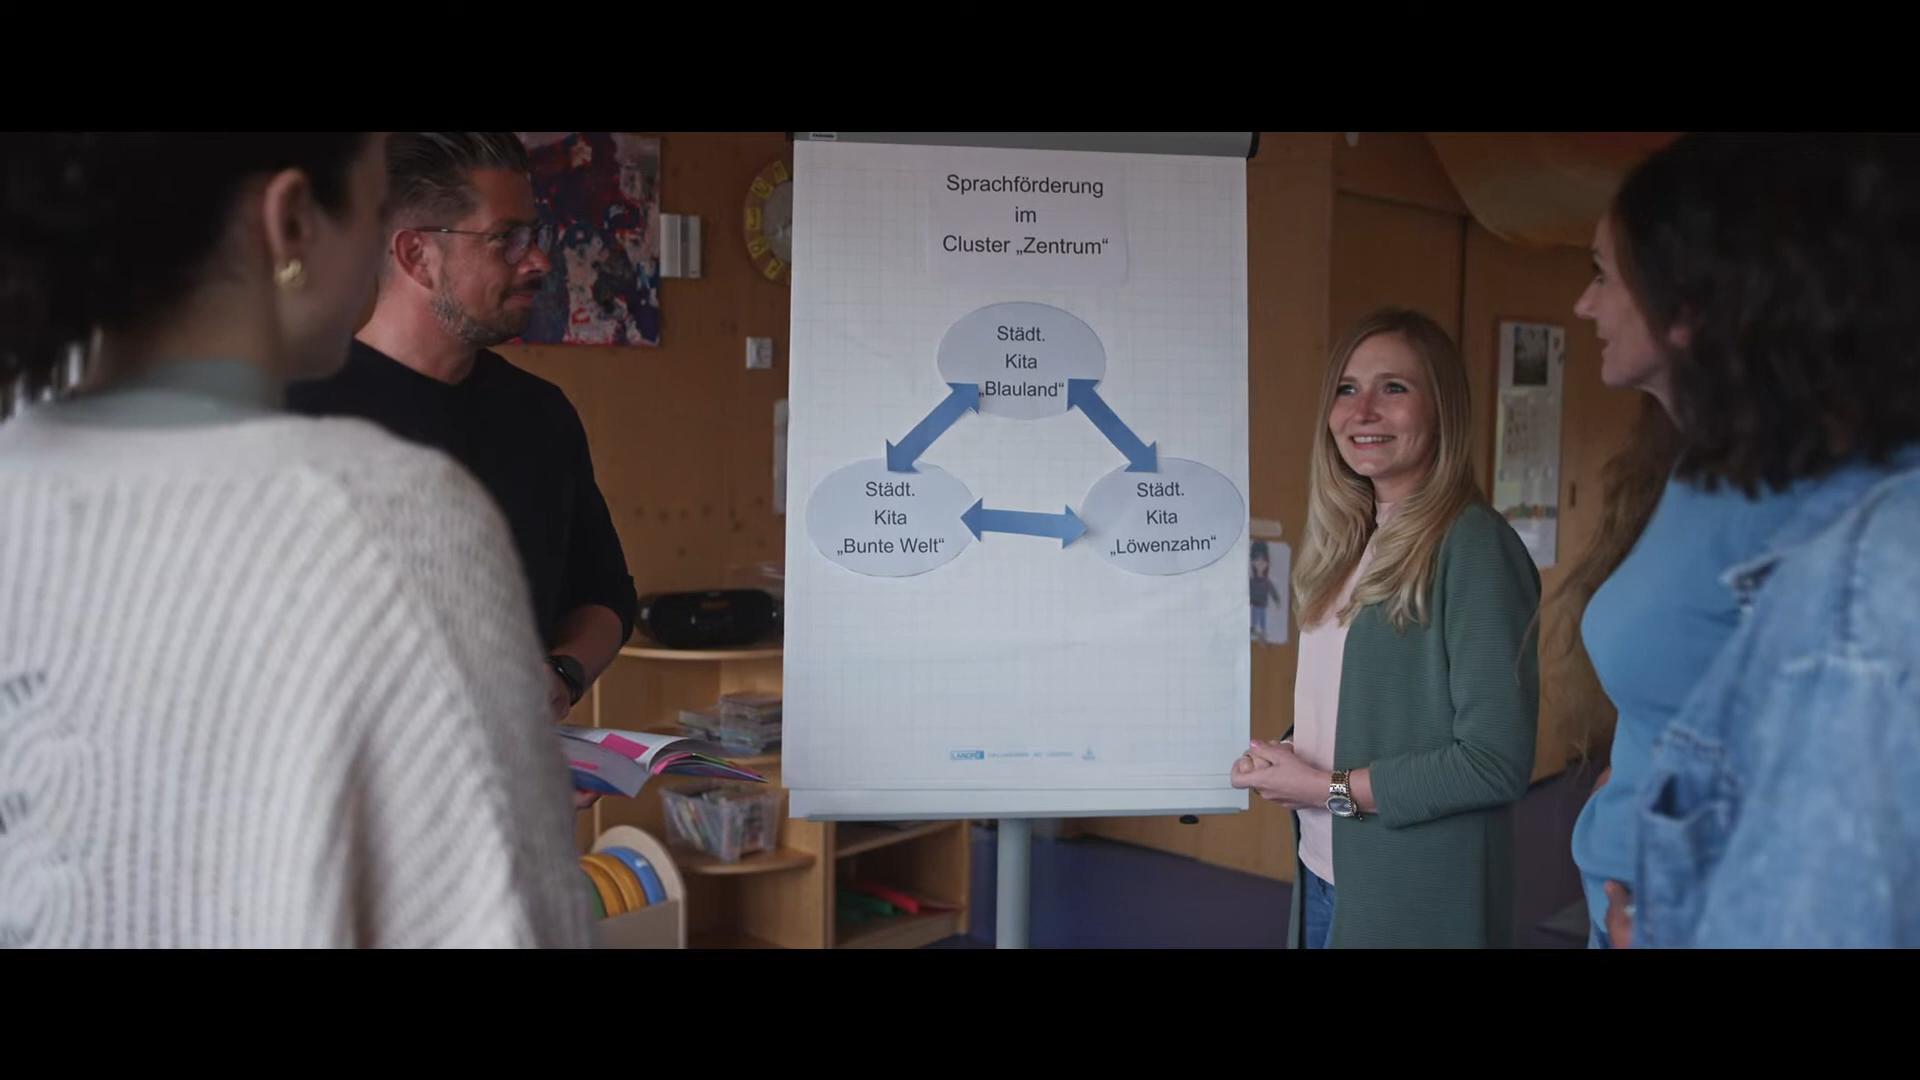 Sprachförderung
im
Cluster „Zentrum“
Städt.
Kita
„Blauland“
Städt.
Kita
„Bunte Welt“
Städt.
Kita
„Löwenzahn“